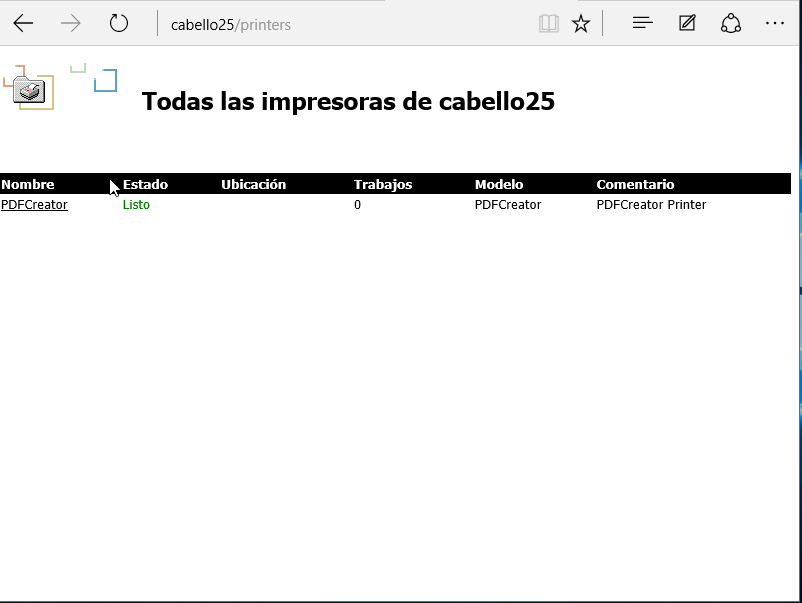 cabello25/printers
Todas las impresoras de cabello25
Nombre Estado Ubicación Trabajos Modelo Comentario
PDFCreator Listo 0 PDFCreator PDFCreator Printer